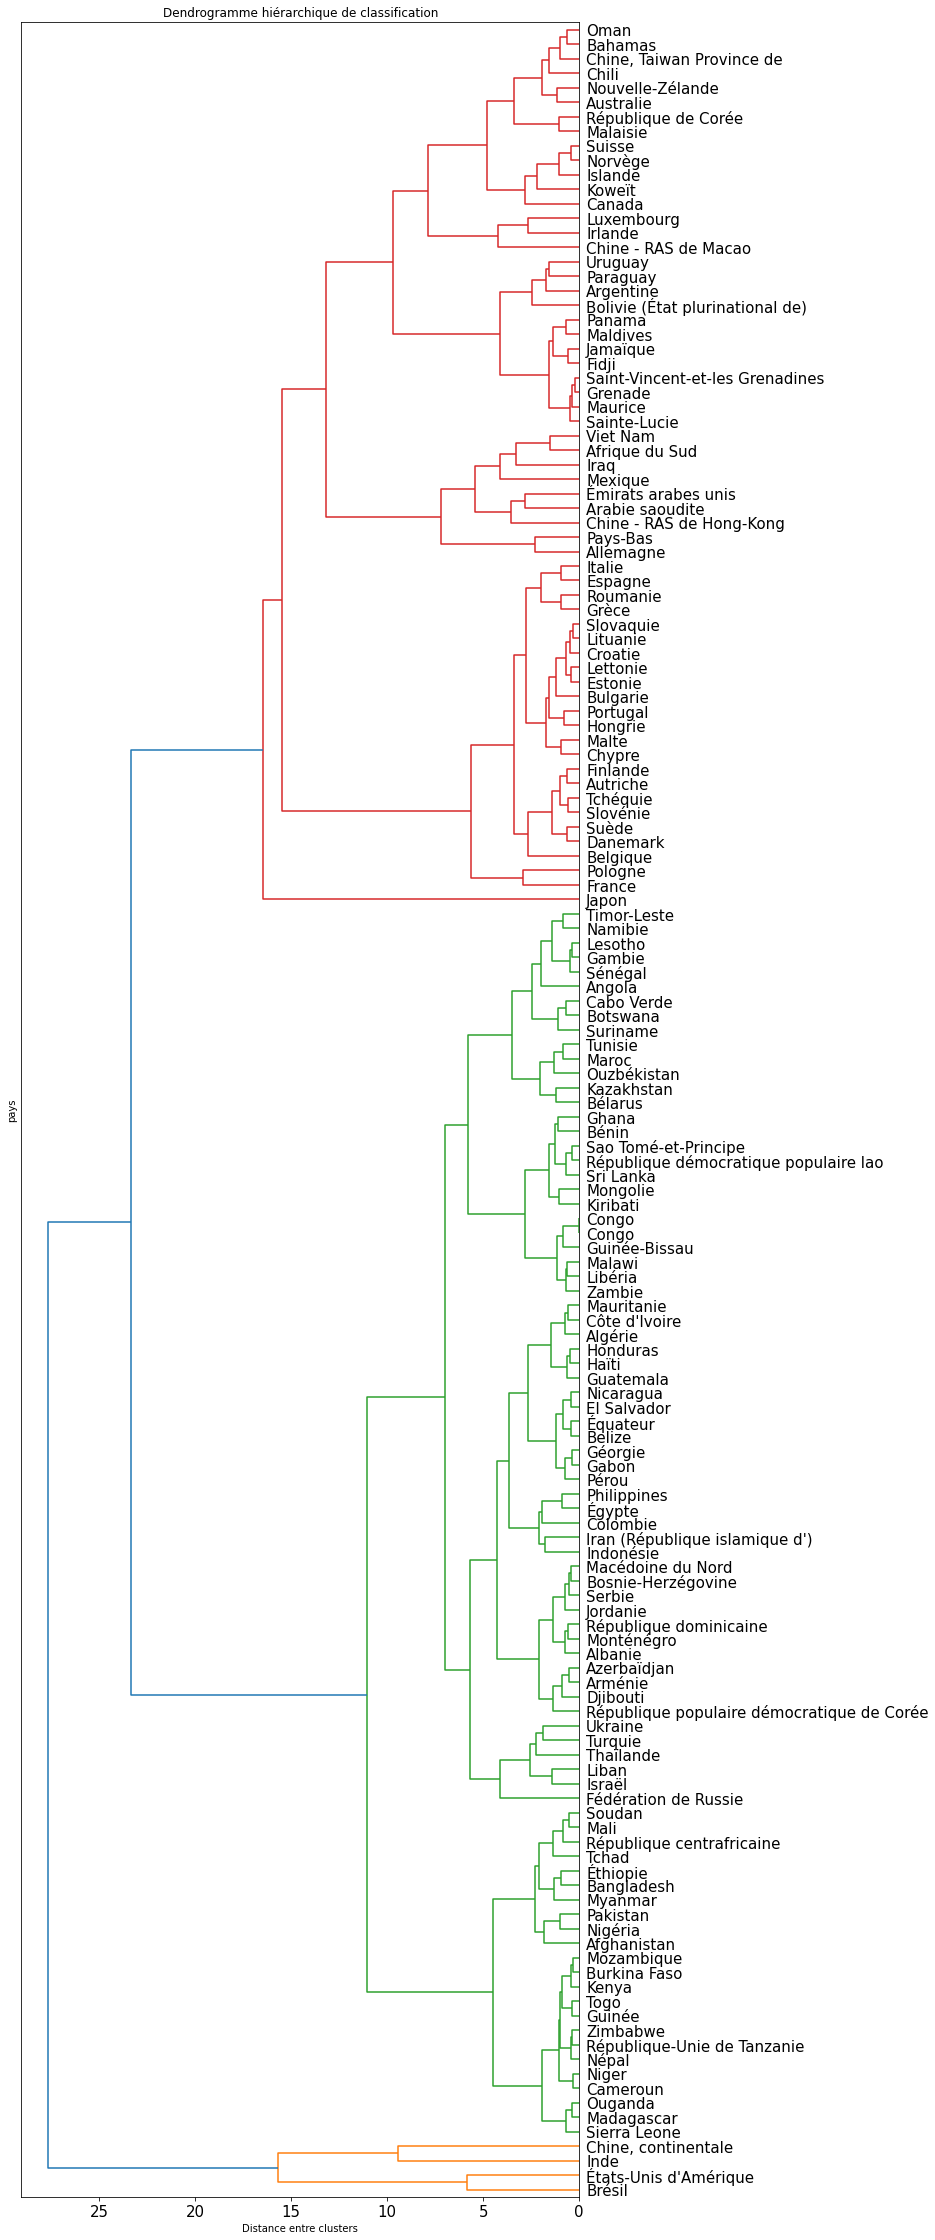 Dendrogramme hiérarchique de classification
Oman
Bahamas
Chine, Taiwan Province de
Chili
Nouvelle-Zélande
Australie
République de Corée
Malaisie
Suisse
Norvège
Islande
Koweït
Canada
Luxembourg
Irlande
Chine - RAS de Macao
Uruguay
Paraguay
Argentine
Bolivie (État plurinational de)
Panama
Maldives
Jamaïque
Fidji
Saint-Vincent-et-les Grenadines
Grenade
Maurice
Sainte-Lucie
Viet Nam
Afrique du Sud
Iraq
Mexique
Émirats arabes unis
Arabie saoudite
Chine - RAS de Hong-Kong
Pays-Bas
Allemagne
Italie
Espagne
Roumanie
Grèce
Slovaquie
Lituanie
Croatie
Lettonie
Estonie
Bulgarie
Portugal
Hongrie
Malte
Chypre
Finlande
Autriche
Tchéquie
Slovénie
Suède
Danemark
Belgique
Pologne
France
Japon
Timor-Leste
Namibie
Lesotho
Gambie
Sénégal
Angola
Cabo Verde
Botswana
Suriname
Tunisie
Maroc
Ouzbékistan
Kazakhstan
Bélarus
Ghana
Bénin
Sao Tomé-et-Principe
République démocratique populaire lao
Sri Lanka
Mongolie
Kiribati
Congo
Congo
Guinée-Bissau
Malawi
Libéria
Zambie
Mauritanie
Côte d'Ivoire
Algérie
Honduras
Haïti
Guatemala
Nicaragua
El Salvador
Équateur
Belize
Géorgie
Gabon
Pérou
Philippines
Égypte
Colombie
Iran (République islamique d')
Indonésie
Macédoine du Nord
Bosnie-Herzégovine
Serbie
Jordanie
République dominicaine
Monténégro
Albanie
Azerbaïdjan
Arménie
Djibouti
République populaire démocratique de Corée
Ukraine
Turquie
Thaïlande
Liban
Israël
Fédération de Russie
Soudan
Mali
République centrafricaine
Tchad
Éthiopie
Bangladesh
Myanmar
Pakistan
Nigéria
Afghanistan
Mozambique
Burkina Faso
Kenya
Togo
Guinée
Zimbabwe
République-Unie de Tanzanie
Népal
Niger
Cameroun
Ouganda
Madagascar
Sierra Leone
Chine, continentale
Inde
États-Unis d'Amérique
Brésil
pays
25 20 15 10 5 0
Distance entre clusters